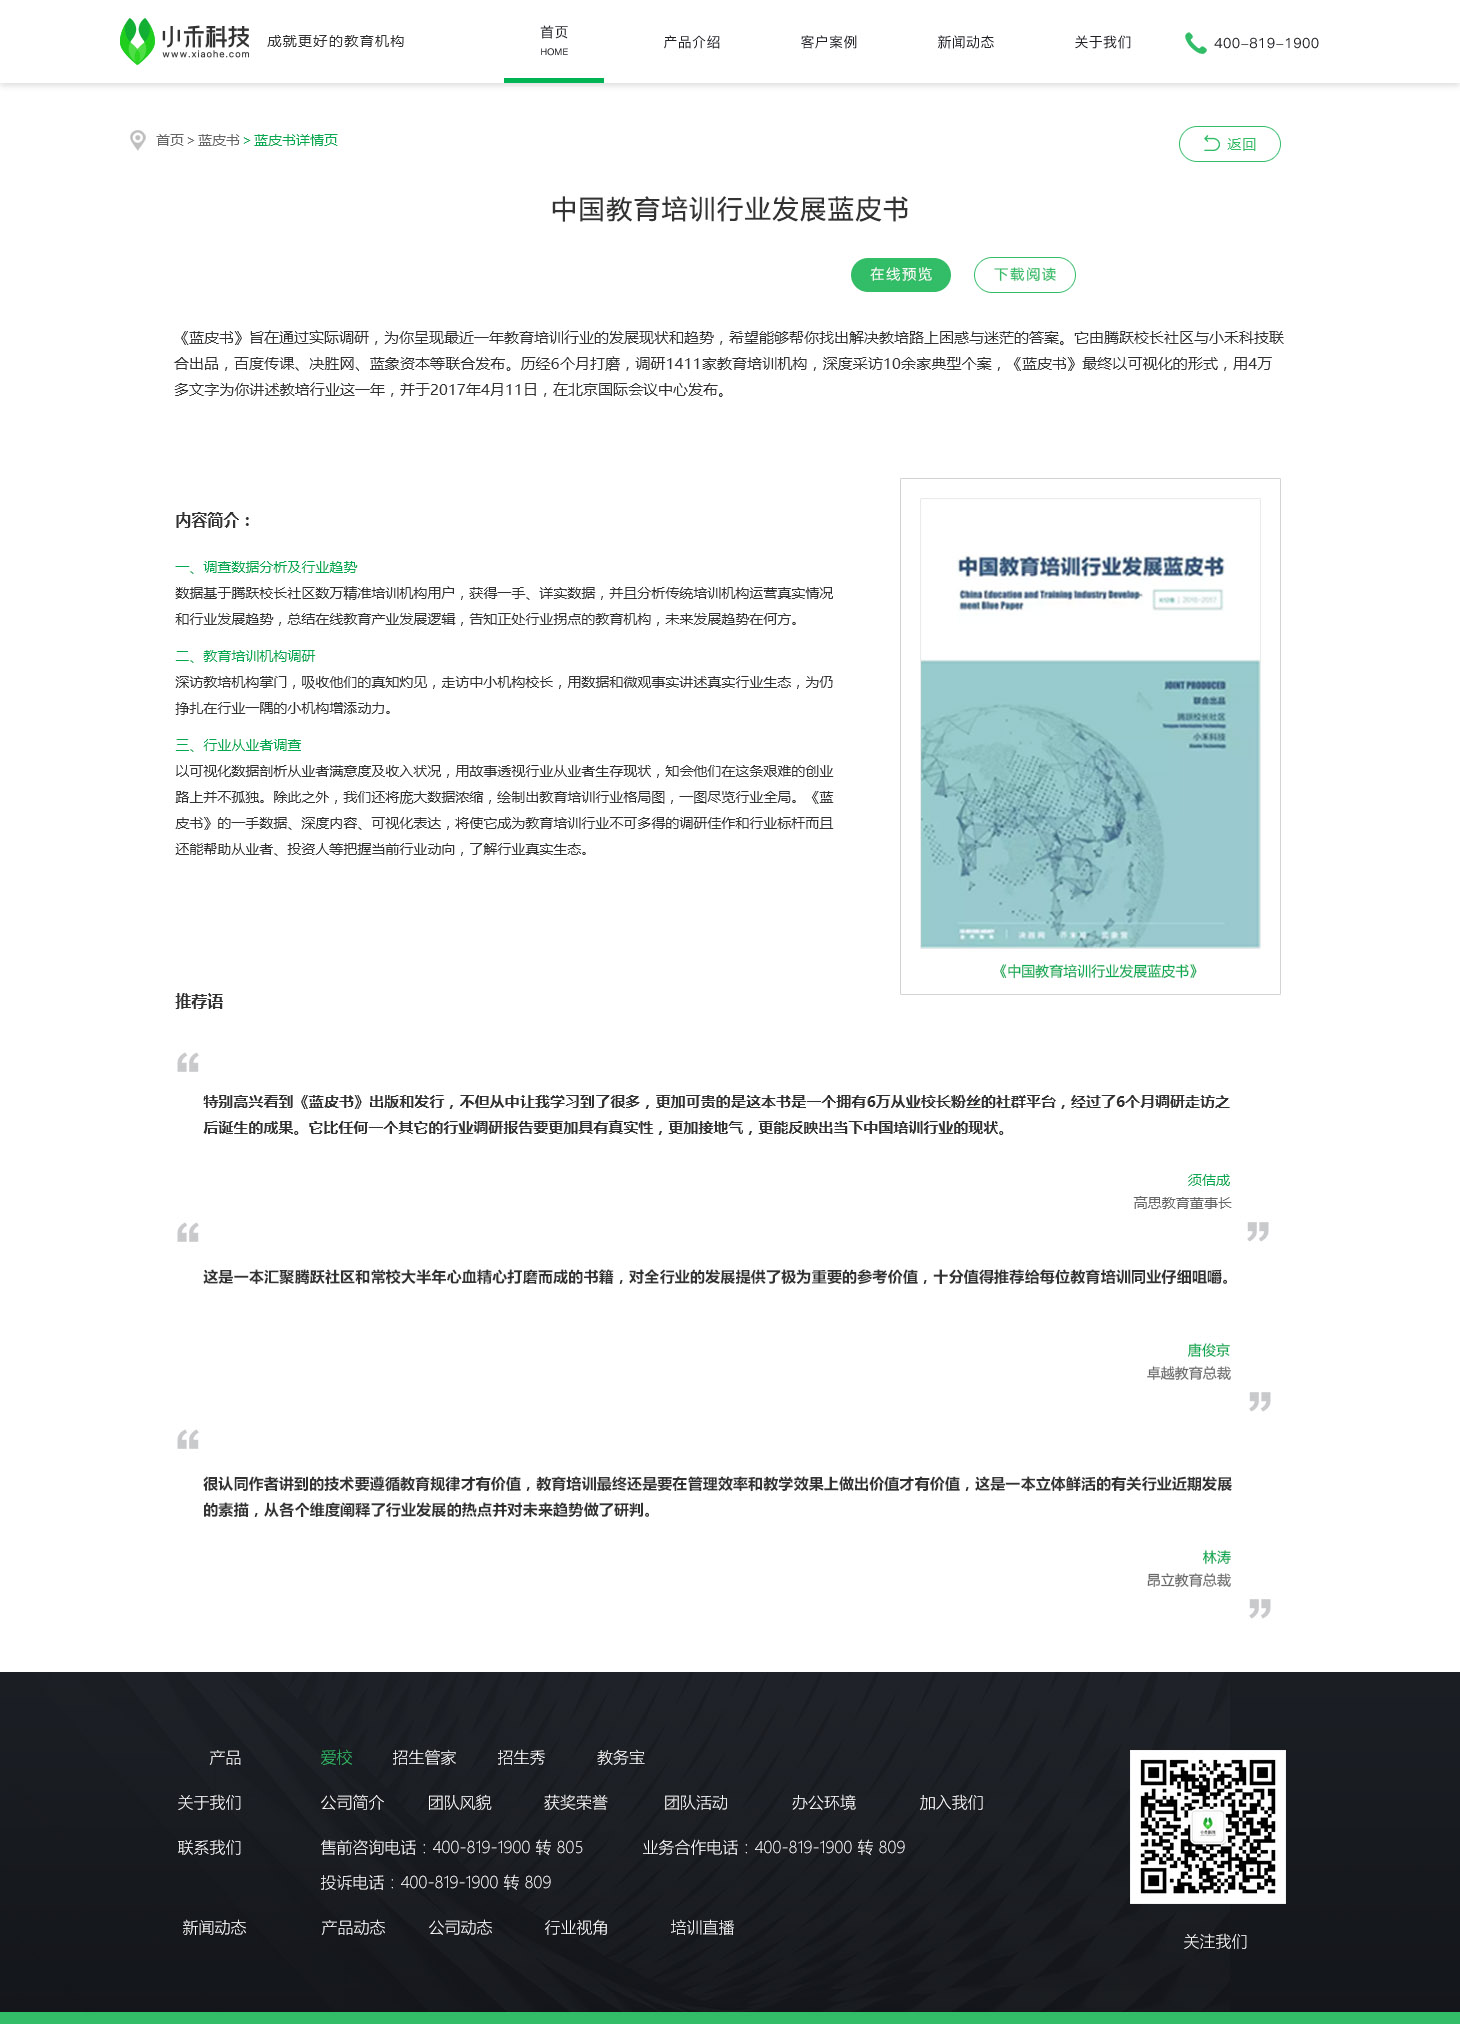 小禾科技
www.xiaohe.com
成就更好的教育机构
首页
HOME
产品介绍
客户案例
新闻动态
关于我们
400-819-1900
首页 > 蓝皮书 > 蓝皮书详情页
返回
中国教育培训行业发展蓝皮书
在线预览
下载阅读
《蓝皮书》旨在通过实际调研，为你呈现最近一年教育培训行业的发展现状和趋势，希望能够帮你找出解决教培路上困惑与迷茫的答案。它由腾跃校长社区与小禾科技联
合出品，百度传课、决胜网、蓝象资本等联合发布。历经6个月打磨，调研1411家教育培训机构，深度采访10余家典型个案，《蓝皮书》最终以可视化的形式，用4万
多文字为你讲述教培行业这一年，并于2017年4月11日，在北京国际会议中心发布。
内容简介：
一、调查数据分析及行业趋势
数据基于腾跃校长社区数万精准培训机构用户，获得一手、详实数据，并且分析传统培训机构运营真实情况
和行业发展趋势，总结在线教育产业发展逻辑，告知正处行业拐点的教育机构，未来发展趋势在何方。
二、教育培训机构调研
深访教培机构掌门，吸收他们的真知灼见，走访中小机构校长，用数据和微观事实讲述真实行业生态，为仍
挣扎在行业一隅的小机构增添动力。
三、行业从业者调查
以可视化数据剖析从业者满意度及收入状况，用故事透视行业从业者生存现状，知会他们在这条艰难的创业
路上并不孤独。除此之外，我们还将庞大数据浓缩，绘制出教育培训行业格局图，一图尽览行业全局。《蓝
皮书》的一手数据、深度内容、可视化表达，将使它成为教育培训行业不可多得的调研佳作和行业标杆而且
还能帮助从业者、投资人等把握当前行业动向，了解行业真实生态。
中国教育培训行业发展蓝皮书
China Education and Training Industry Develop-
ment Blue Paper
2016-2017
JOINT PRODUCED
联合出品
腾跃校长社区
小禾科技
Xiaohe Technology
决胜网
《中国教育培训行业发展蓝皮书》
推荐语
“
特别高兴看到《蓝皮书》出版和发行，不但从中让我学习到了很多，更加可贵的是这本书是一个拥有6万从业校长粉丝的社群平台，经过了6个月调研走访之
后诞生的成果。它比任何一个其它的行业调研报告要更加具有真实性，更加接地气，更能反映出当下中国培训行业的现状。
须佶成
高思教育董事长
”
“
这是一本汇聚腾跃社区和常校大半年心血精心打磨而成的书籍，对全行业的发展提供了极为重要的参考价值，十分值得推荐给每位教育培训同业仔细咀嚼。
唐俊京
卓越教育总裁
”
“
很认同作者讲到的技术要遵循教育规律才有价值，教育培训最终还是要在管理效率和教学效果上做出价值才有价值，这是一本立体鲜活的有关行业近期发展
的素描，从各个维度阐释了行业发展的热点并对未来趋势做了研判。
林涛
昂立教育总裁
”
产品 爱校 招生管家 招生秀 教务宝
关于我们 公司简介 团队风貌 获奖荣誉 团队活动 办公环境 加入我们
联系我们 售前咨询电话：400-819-1900 转 805 业务合作电话：400-819-1900 转 809
投诉电话：400-819-1900 转 809
新闻动态 产品动态 公司动态 行业视角 培训直播
小禾科技
关注我们